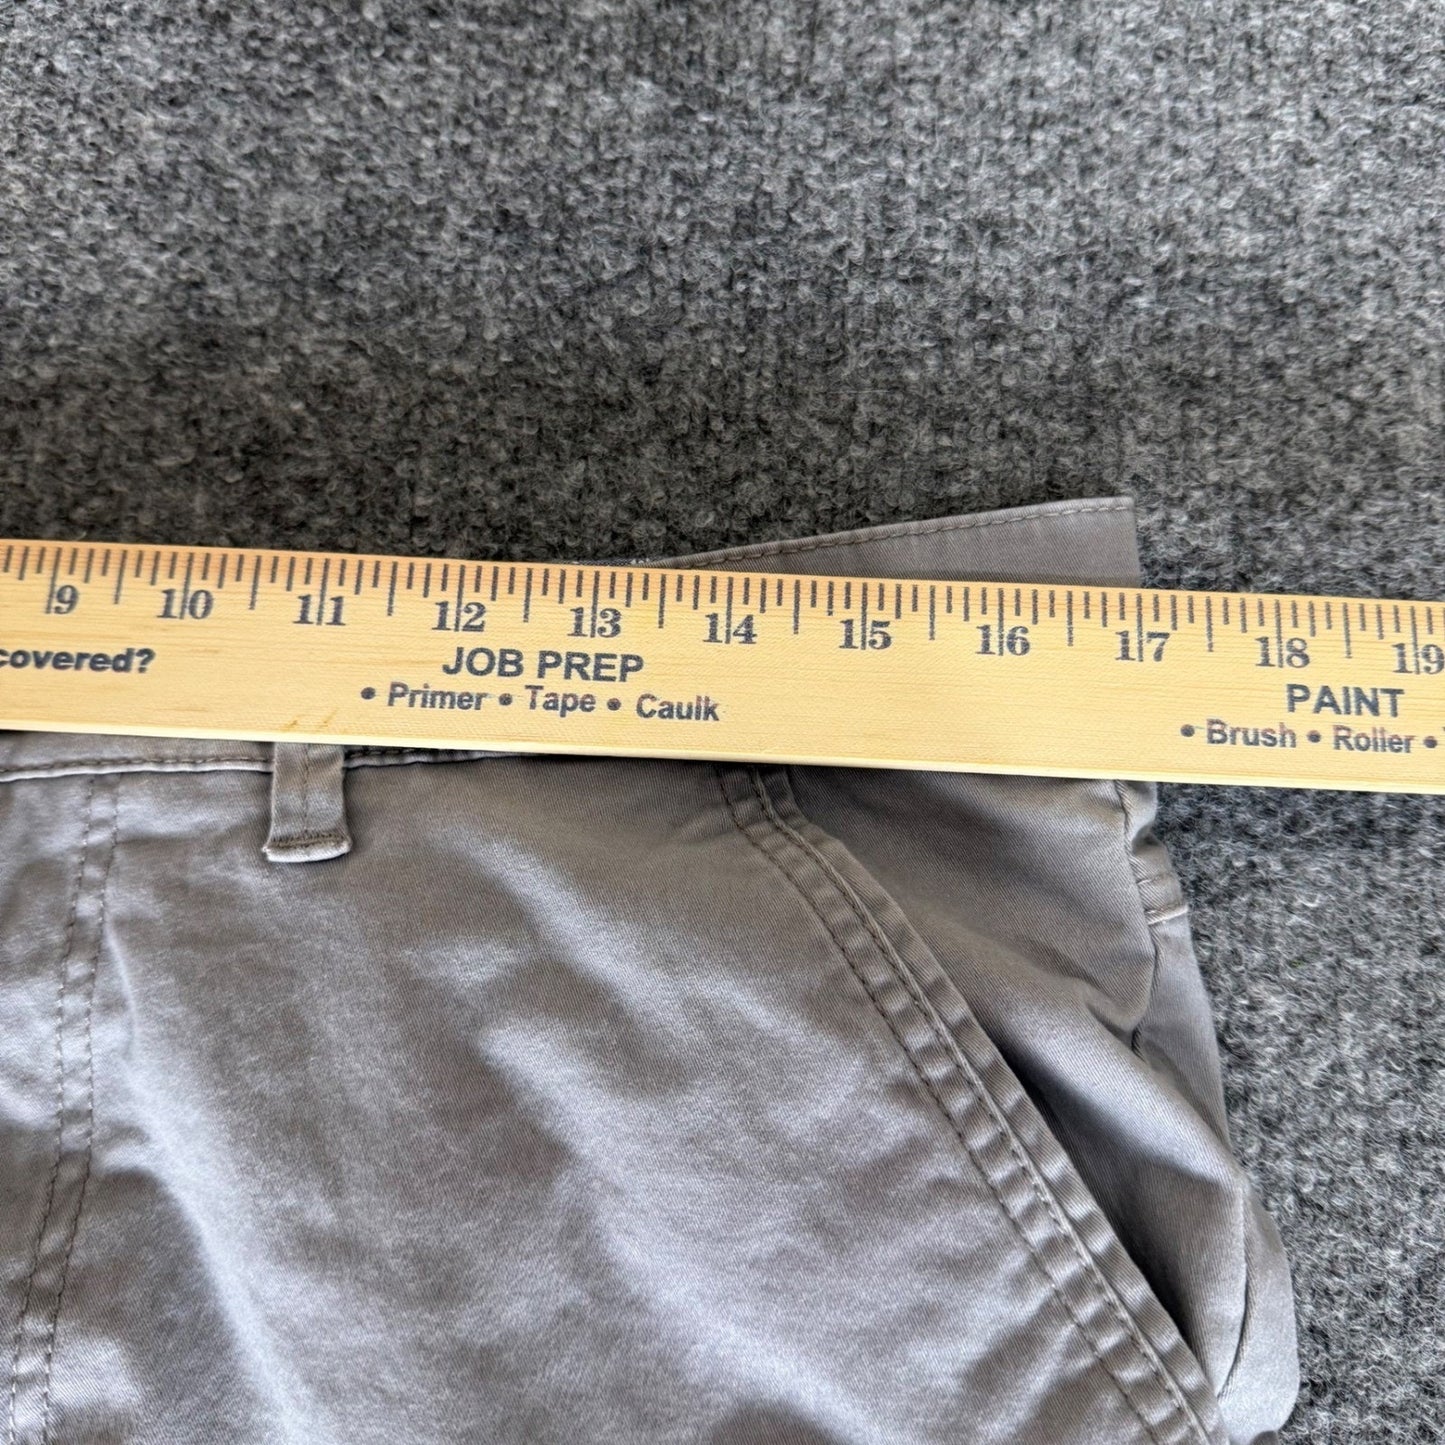 9 10 11 12 13 14 15 16 17 18 19
covered? JOB PREP PAINT
• Primer • Tape • Caulk • Brush • Roller •